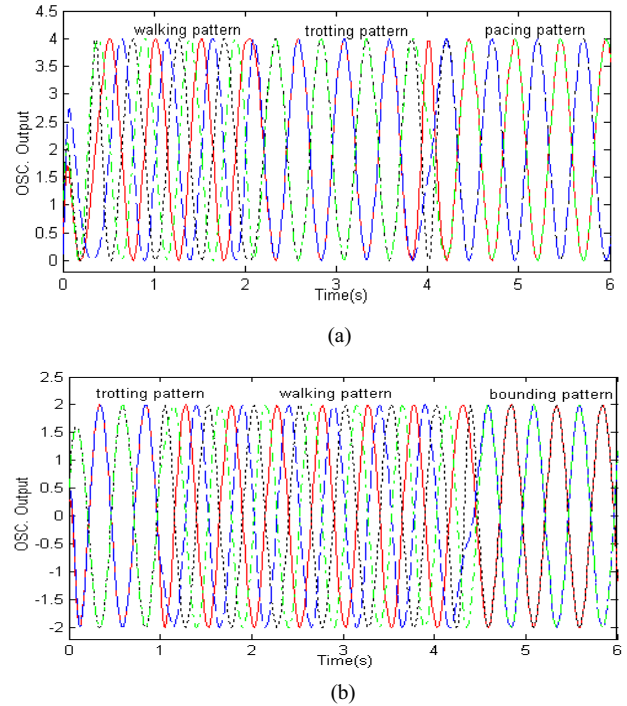 walking pattern trotting pattern pacing pattern
4.5
4
3.5
3
2.5
2
1.5
1
0.5
0
OSC. Output
0 1 2 3 4 5 6
Time(s)
(a)
trotting pattern walking pattern bounding pattern
2.5
2
1.5
1
0.5
0
-0.5
-1
-1.5
-2
OSC. Output
0 1 2 3 4 5 6
Time(s)
(b)